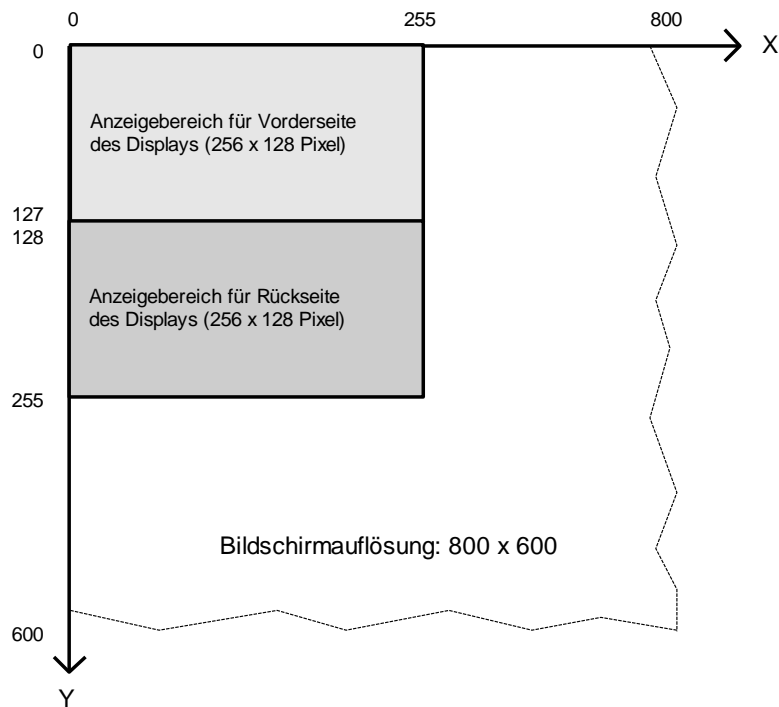 0 255 800
0 X
Anzeigebereich für Vorderseite
des Displays (256 x 128 Pixel)
127
128
Anzeigebereich für Rückseite
des Displays (256 x 128 Pixel)
255
Bildschirmauflösung: 800 x 600
600
Y